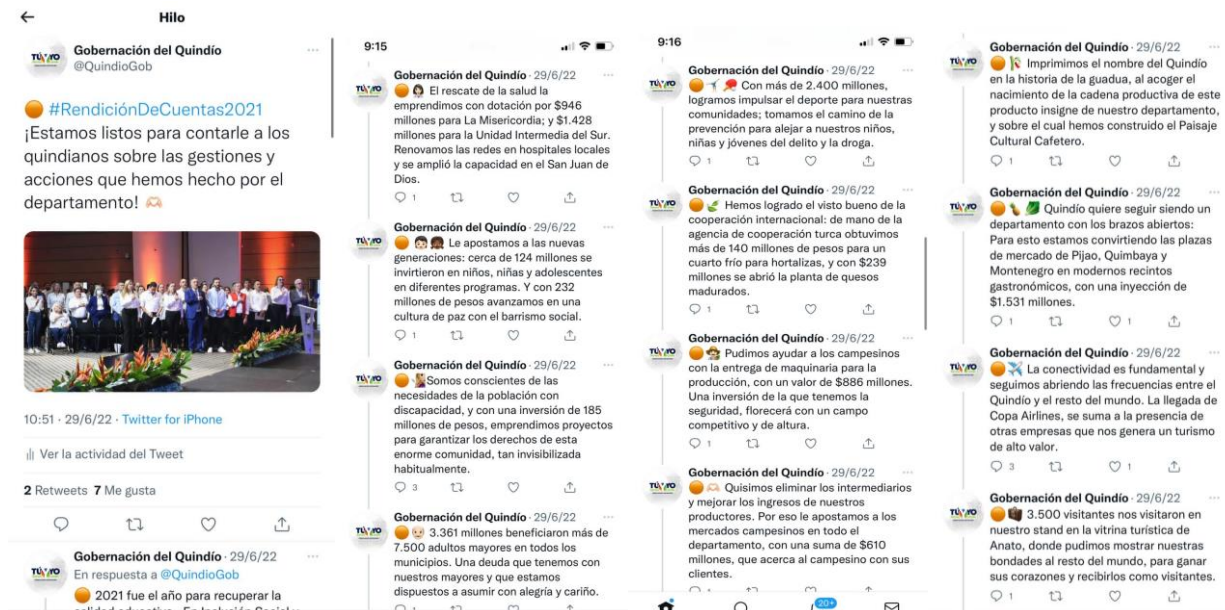 Hilo
Gobernación del Quindío
@QuindioGob
#RendiciónDeCuentas2021
¡Estamos listos para contarle a los
quindianos sobre las gestiones y
acciones que hemos hecho por el
departamento!
10:51 · 29/6/22 · Twitter for iPhone
Ver la actividad del Tweet
2 Retweets 7 Me gusta
Gobernación del Quindío · 29/6/22
En respuesta a @QuindioGob
2021 fue el año para recuperar la
9:15
Gobernación del Quindío · 29/6/22
El rescate de la salud la
emprendimos con dotación por $946
millones para La Misericordia; y $1.428
millones para la Unidad Intermedia del Sur.
Renovamos las redes en hospitales locales
y se amplió la capacidad en el San Juan de
Dios.
1
Gobernación del Quindío · 29/6/22
Le apostamos a las nuevas
generaciones: cerca de 124 millones se
invirtieron en niños, niñas y adolescentes
en diferentes programas. Y con 232
millones de pesos avanzamos en una
cultura de paz con el barrismo social.
1
Gobernación del Quindío · 29/6/22
Somos conscientes de las
necesidades de la población con
discapacidad, y con una inversión de 185
millones de pesos, emprendimos proyectos
para garantizar los derechos de esta
enorme comunidad, tan invisibilizada
habitualmente.
3
Gobernación del Quindío · 29/6/22
3.361 millones beneficiaron más de
7.500 adultos mayores en todos los
municipios. Una deuda que tenemos con
nuestros mayores y que estamos
dispuestos a asumir con alegría y cariño.
9:16
Gobernación del Quindío · 29/6/22
Con más de 2.400 millones,
logramos impulsar el deporte para nuestras
comunidades; tomamos el camino de la
prevención para alejar a nuestros niños,
niñas y jóvenes del delito y la droga.
1
Gobernación del Quindío · 29/6/22
Hemos logrado el visto bueno de la
cooperación internacional: de mano de la
agencia de cooperación turca obtuvimos
más de 140 millones de pesos para un
cuarto frío para hortalizas, y con $239
millones se abrió la planta de quesos
madurados.
1
Gobernación del Quindío · 29/6/22
Pudimos ayudar a los campesinos
con la entrega de maquinaria para la
producción, con un valor de $886 millones.
Una inversión de la que tenemos la
seguridad, florecerá con un campo
competitivo y de altura.
1
Gobernación del Quindío · 29/6/22
Quisimos eliminar los intermediarios
y mejorar los ingresos de nuestros
productores. Por eso le apostamos a los
mercados campesinos en todo el
departamento, con una suma de $610
millones, que acerca al campesino con sus
clientes.
20+
Gobernación del Quindío · 29/6/22
Imprimimos el nombre del Quindío
en la historia de la guadua, al acoger el
nacimiento de la cadena productiva de este
producto insigne de nuestro departamento,
y sobre el cual hemos construido el Paisaje
Cultural Cafetero.
1
Gobernación del Quindío · 29/6/22
Quindío quiere seguir siendo un
departamento con los brazos abiertos:
Para esto estamos convirtiendo las plazas
de mercado de Pijao, Quimbaya y
Montenegro en modernos recintos
gastronómicos, con una inyección de
$1.531 millones.
1 1
Gobernación del Quindío · 29/6/22
La conectividad es fundamental y
seguimos abriendo las frecuencias entre el
Quindío y el resto del mundo. La llegada de
Copa Airlines, se suma a la presencia de
otras empresas que nos genera un turismo
de alto valor.
3 1
Gobernación del Quindío · 29/6/22
3.500 visitantes nos visitaron en
nuestro stand en la vitrina turística de
Anato, donde pudimos mostrar nuestras
bondades al resto del mundo, para ganar
sus corazones y recibirlos como visitantes.
1 1